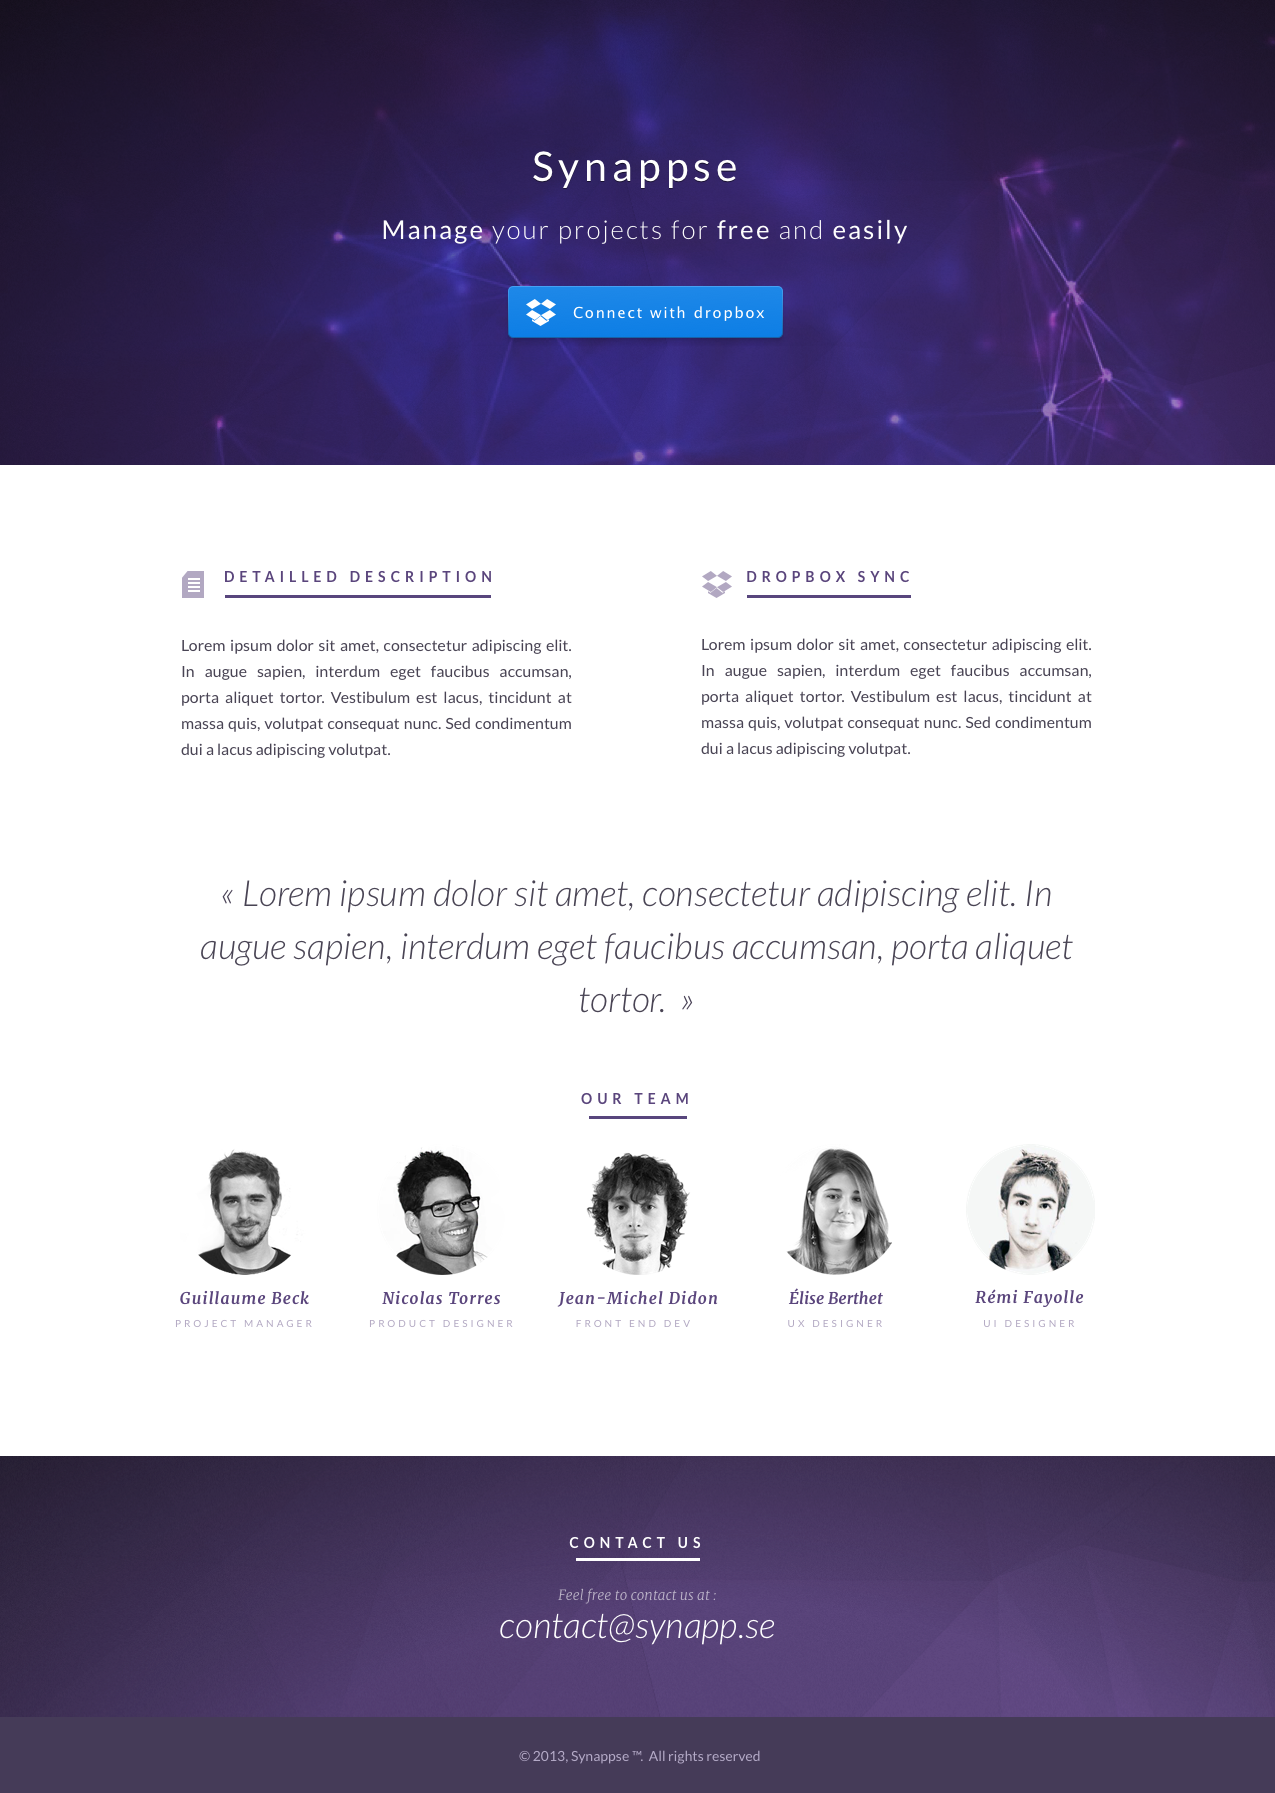 Synappse
Manage your projects for free and easily
Connect with dropbox
DETAILLED DESCRIPTION
Lorem ipsum dolor sit amet, consectetur adipiscing elit.
In augue sapien, interdum eget faucibus accumsan,
porta aliquet tortor. Vestibulum est lacus, tincidunt at
massa quis, volutpat consequat nunc. Sed condimentum
dui a lacus adipiscing volutpat.
DROPBOX SYNC
Lorem ipsum dolor sit amet, consectetur adipiscing elit.
In augue sapien, interdum eget faucibus accumsan,
porta aliquet tortor. Vestibulum est lacus, tincidunt at
massa quis, volutpat consequat nunc. Sed condimentum
dui a lacus adipiscing volutpat.
« Lorem ipsum dolor sit amet, consectetur adipiscing elit. In
augue sapien, interdum eget faucibus accumsan, porta aliquet
tortor. »
OUR TEAM
Guillaume Beck
PROJECT MANAGER
Nicolas Torres
PRODUCT DESIGNER
Jean-Michel Didon
FRONT END DEV
Élise Berthet
UX DESIGNER
Rémi Fayolle
UI DESIGNER
CONTACT US
Feel free to contact us at :
contact@synapp.se
© 2013, Synappse ™. All rights reserved